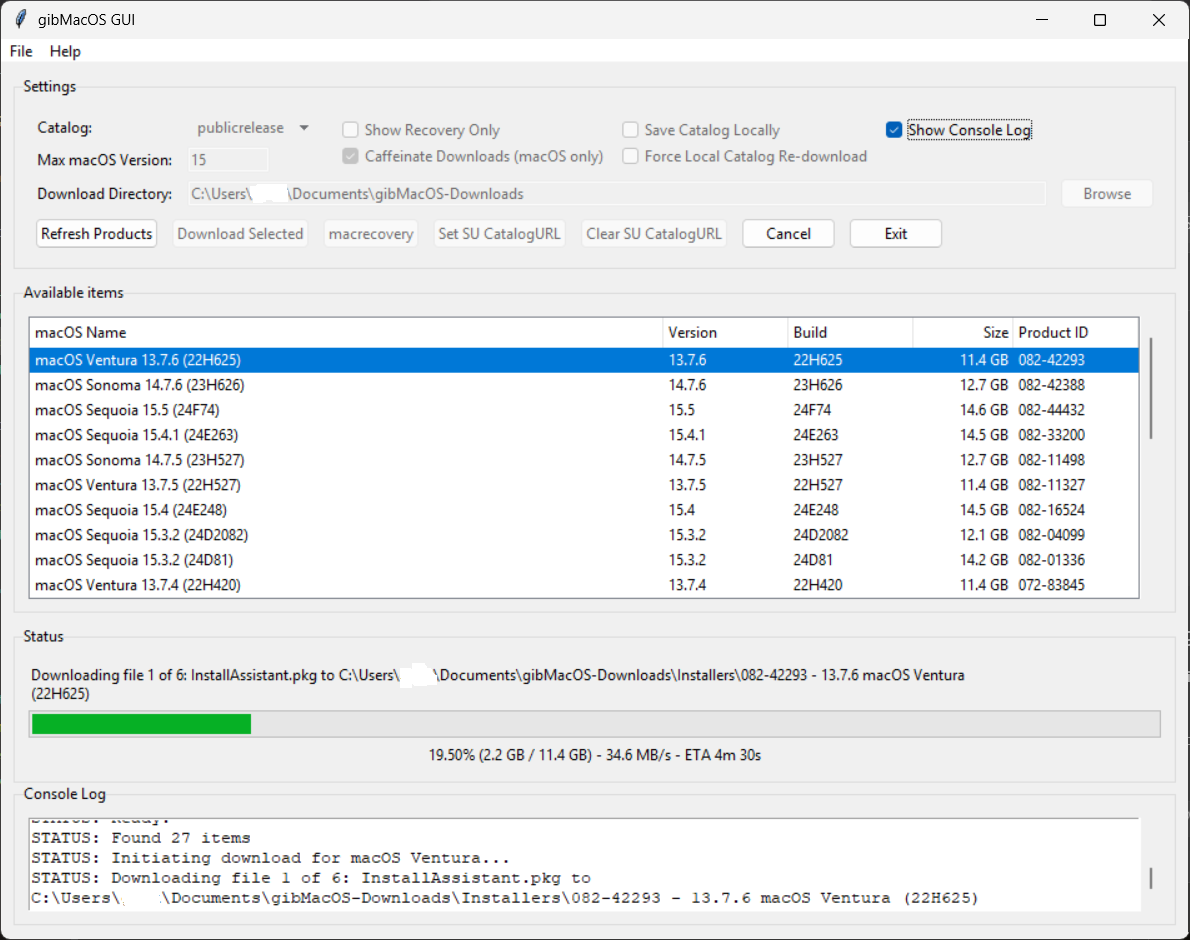 gibMacOS GUI
File Help
Settings
Catalog: publicrelease Show Recovery Only Save Catalog Locally Show Console Log
Max macOS Version: 15 Caffeinate Downloads (macOS only) Force Local Catalog Re-download
Download Directory: C:\Users\ \Documents\gibMacOS-Downloads Browse
Refresh Products Download Selected macrecovery Set SU CatalogURL Clear SU CatalogURL Cancel Exit
Available items
macOS Name Version Build Size Product ID
macOS Ventura 13.7.6 (22H625) 13.7.6 22H625 11.4 GB 082-42293
macOS Sonoma 14.7.6 (23H626) 14.7.6 23H626 12.7 GB 082-42388
macOS Sequoia 15.5 (24F74) 15.5 24F74 14.6 GB 082-44432
macOS Sequoia 15.4.1 (24E263) 15.4.1 24E263 14.5 GB 082-33200
macOS Sonoma 14.7.5 (23H527) 14.7.5 23H527 12.7 GB 082-11498
macOS Ventura 13.7.5 (22H527) 13.7.5 22H527 11.4 GB 082-11327
macOS Sequoia 15.4 (24E248) 15.4 24E248 14.5 GB 082-16524
macOS Sequoia 15.3.2 (24D2082) 15.3.2 24D2082 12.1 GB 082-04099
macOS Sequoia 15.3.2 (24D81) 15.3.2 24D81 14.2 GB 082-01336
macOS Ventura 13.7.4 (22H420) 13.7.4 22H420 11.4 GB 072-83845
Status
Downloading file 1 of 6: InstallAssistant.pkg to C:\Users\ \Documents\gibMacOS-Downloads\Installers\082-42293 - 13.7.6 macOS Ventura
(22H625)
19.50% (2.2 GB / 11.4 GB) - 34.6 MB/s - ETA 4m 30s
Console Log
STATUS: Ready.
STATUS: Found 27 items
STATUS: Initiating download for macOS Ventura...
STATUS: Downloading file 1 of 6: InstallAssistant.pkg to
C:\Users\ \Documents\gibMacOS-Downloads\Installers\082-42293 - 13.7.6 macOS Ventura (22H625)